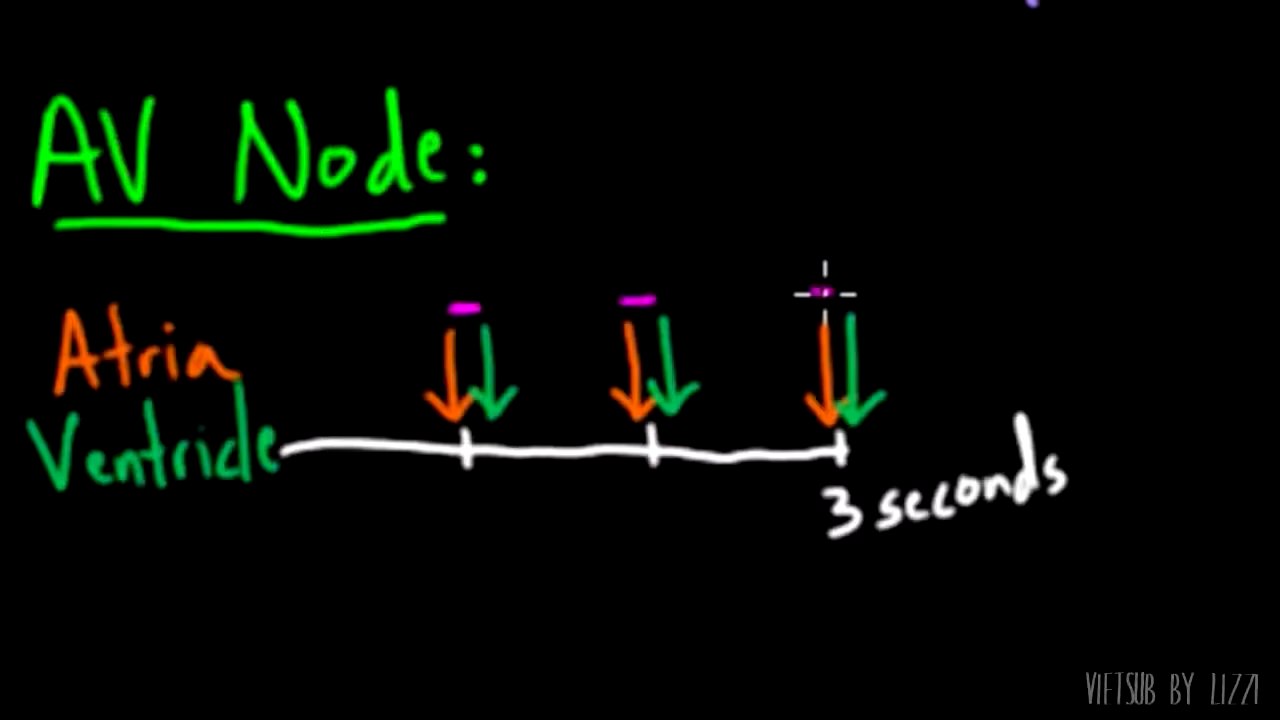 AV Node:
Atria
Ventricle
3 seconds
VIETSUB BY LIZZI